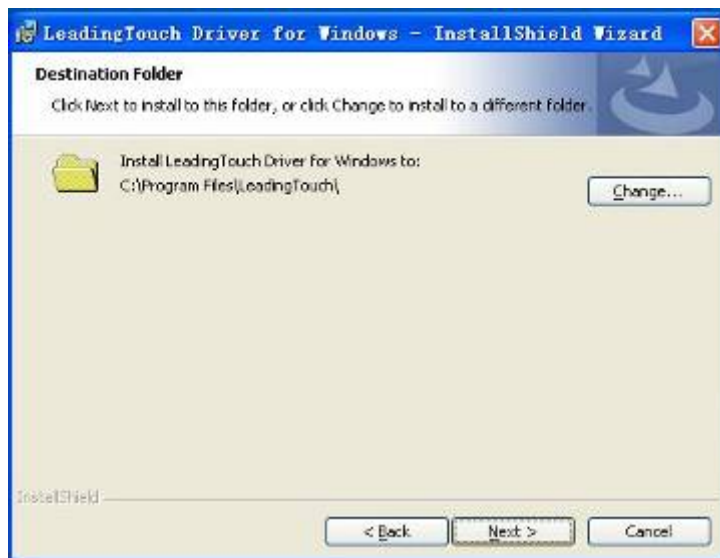 LeadingTouch Driver for Windows - InstallShield Wizard
Destination Folder
Click Next to install to this folder, or click Change to install to a different folder.
Install LeadingTouch Driver for Windows to:
C:\Program Files\LeadingTouch\
Change...
InstallShield
< Back
Next >
Cancel